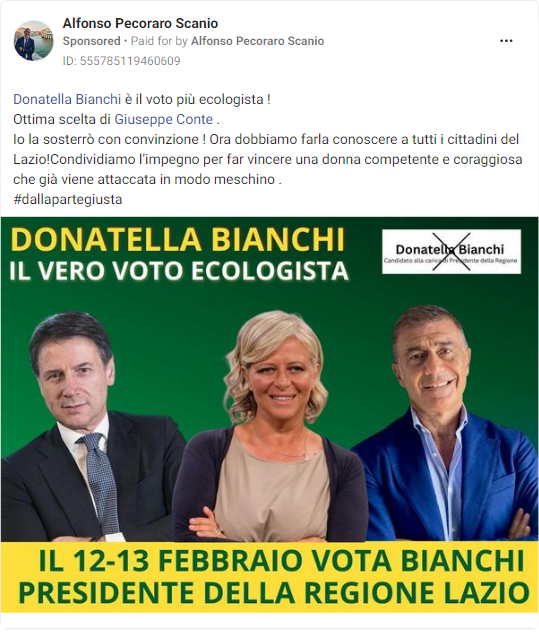 Alfonso Pecoraro Scanio
Sponsored • Paid for by Alfonso Pecoraro Scanio
ID: 555785119460609
Donatella Bianchi è il voto più ecologista !
Ottima scelta di Giuseppe Conte .
Io la sosterrò con convinzione ! Ora dobbiamo farla conoscere a tutti i cittadini del
Lazio!Condividiamo l’impegno per far vincere una donna competente e coraggiosa
che già viene attaccata in modo meschino .
#dallapartegiusta
DONATELLA BIANCHI
IL VERO VOTO ECOLOGISTA
Donatella Bianchi
Candidato alla carica di Presidente della Regione
IL 12-13 FEBBRAIO VOTA BIANCHI
PRESIDENTE DELLA REGIONE LAZIO